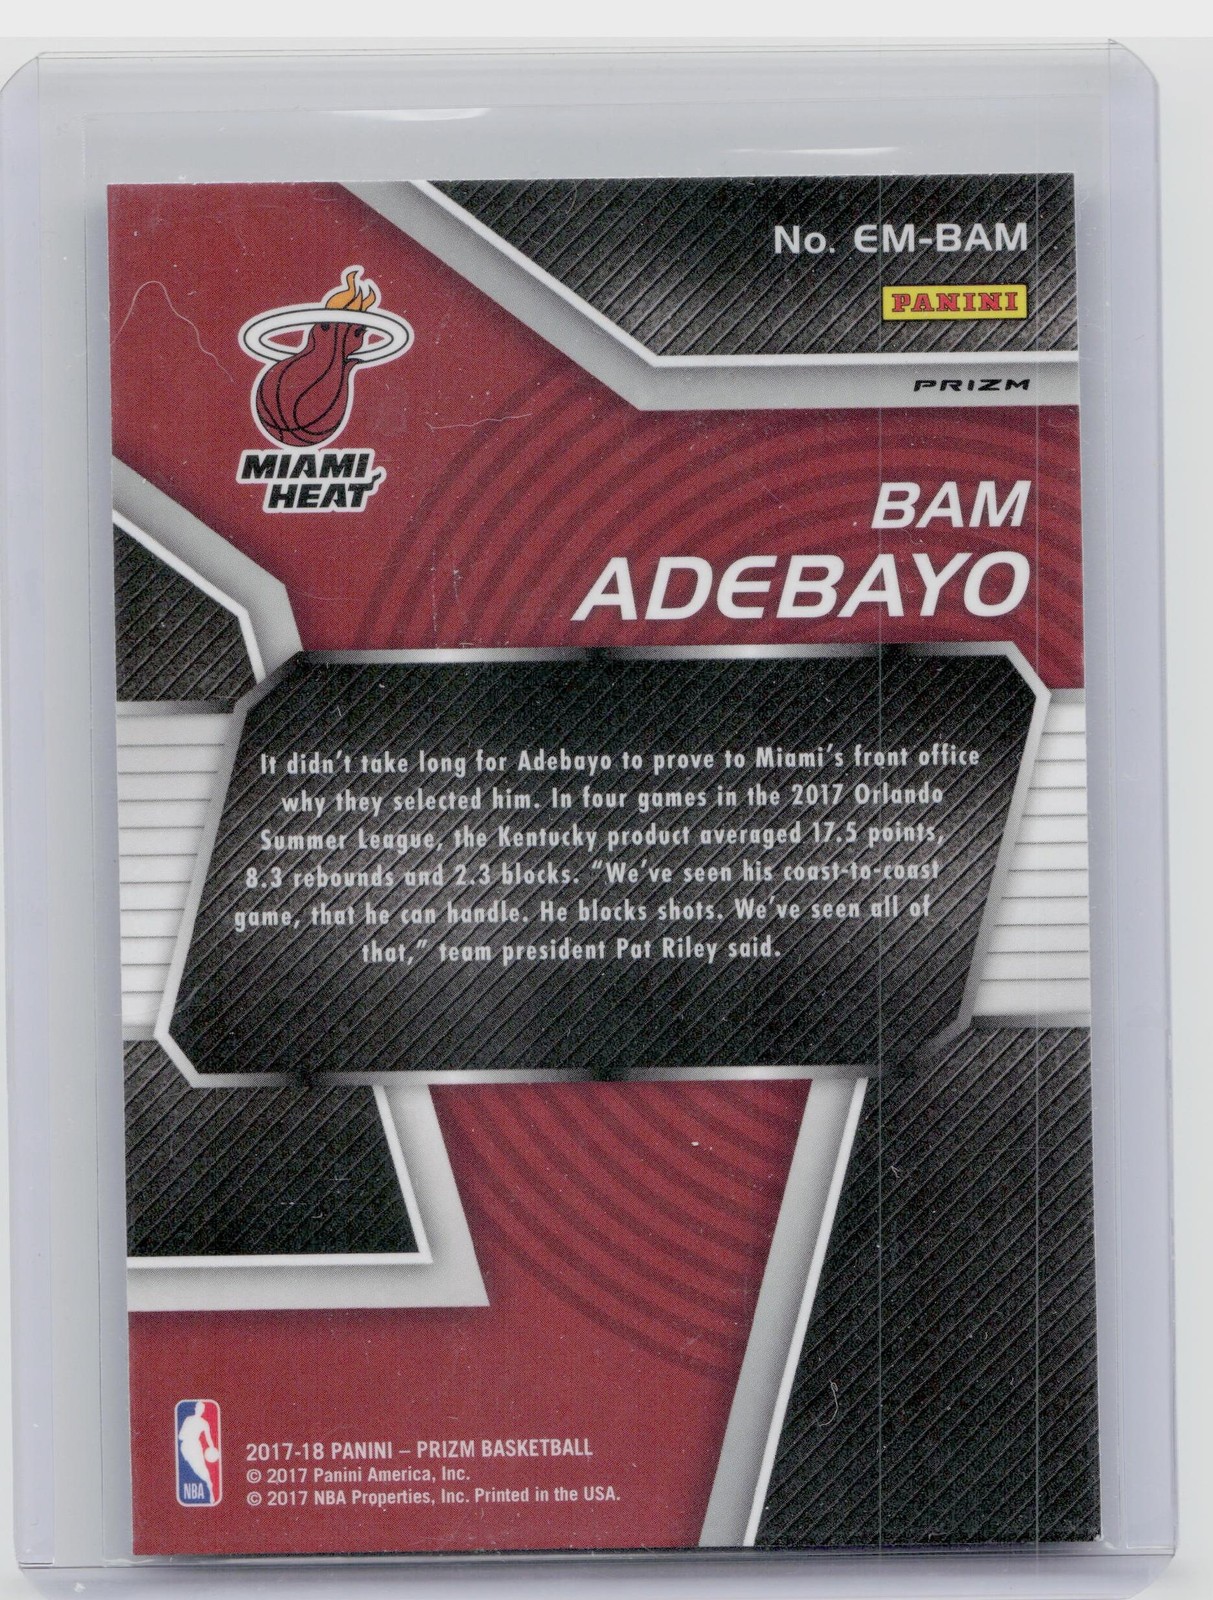 No. EM-BAM
PANINI
PRIZM
MIAMI
HEAT
BAM
ADEBAYO
It didn't take long for Adebayo to prove to Miami's front office
why they selected him. In four games in the 2017 Orlando
Summer League, the Kentucky product averaged 17.5 points,
8.3 rebounds and 2.3 blocks. "We've seen his coast-to-coast
game, that he can handle. He blocks shots. We've seen all of
that," team president Pat Riley said.
NBA
2017-18 PANINI – PRIZM BASKETBALL
© 2017 Panini America, Inc.
© 2017 NBA Properties, Inc. Printed in the USA.